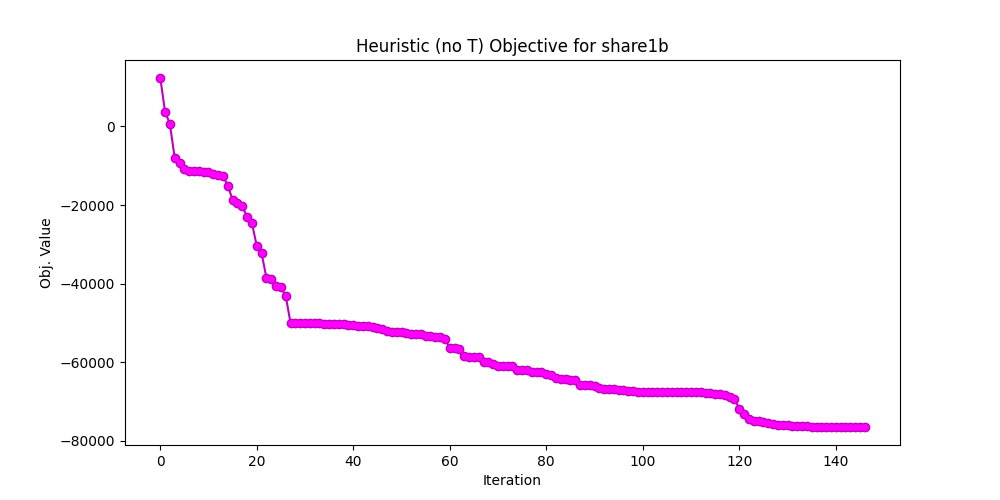 Heuristic (no T) Objective for share1b
Obj. Value
0
−20000
−40000
−60000
−80000
0 20 40 60 80 100 120 140
Iteration